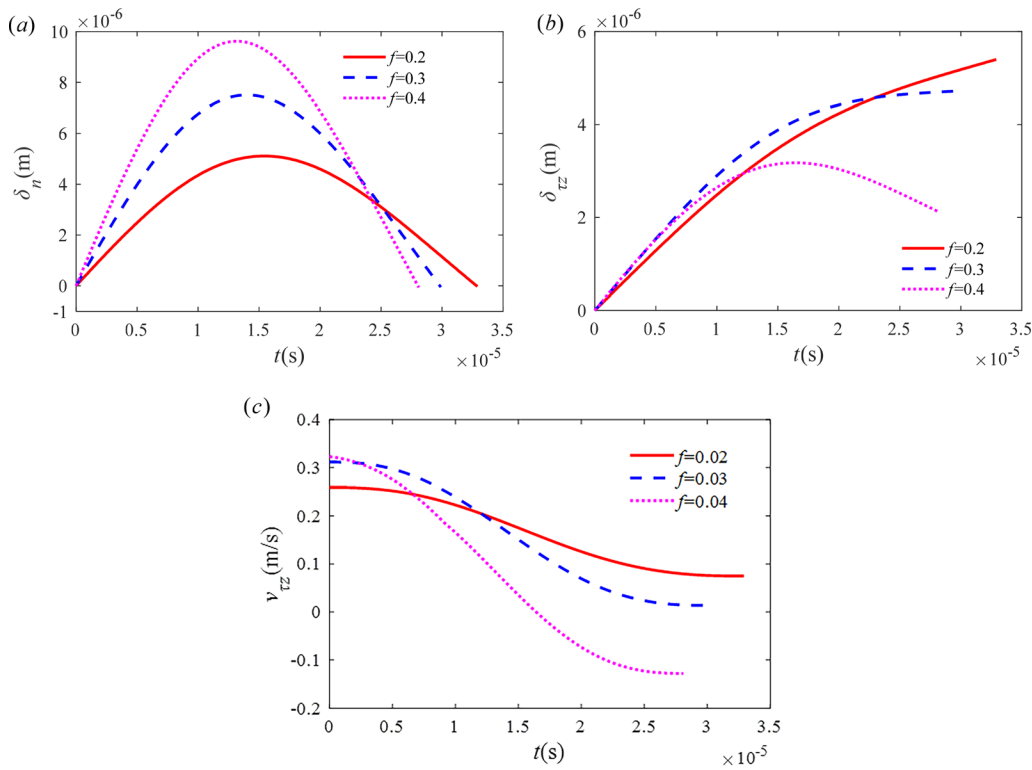 (a)
×10⁻⁶
10
8
6
4
2
0
-1
δₙ (m)
0 0.5 1 1.5 2 2.5 3 3.5
t(s)
×10⁻⁵
f=0.2
f=0.3
f=0.4
(b)
×10⁻⁶
6
4
2
0
δτz (m)
0 0.5 1 1.5 2 2.5 3 3.5
t(s)
×10⁻⁵
f=0.2
f=0.3
f=0.4
(c)
0.4
0.3
0.2
0.1
0
-0.1
-0.2
vτz (m/s)
0 0.5 1 1.5 2 2.5 3 3.5
t(s)
×10⁻⁵
f=0.02
f=0.03
f=0.04